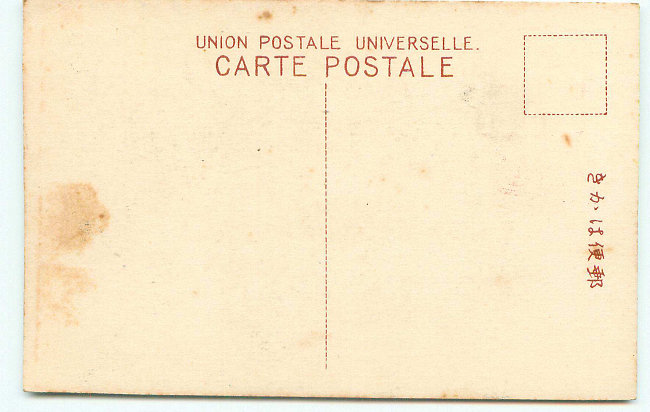 UNION POSTALE UNIVERSELLE.
CARTE POSTALE
郵便はかき